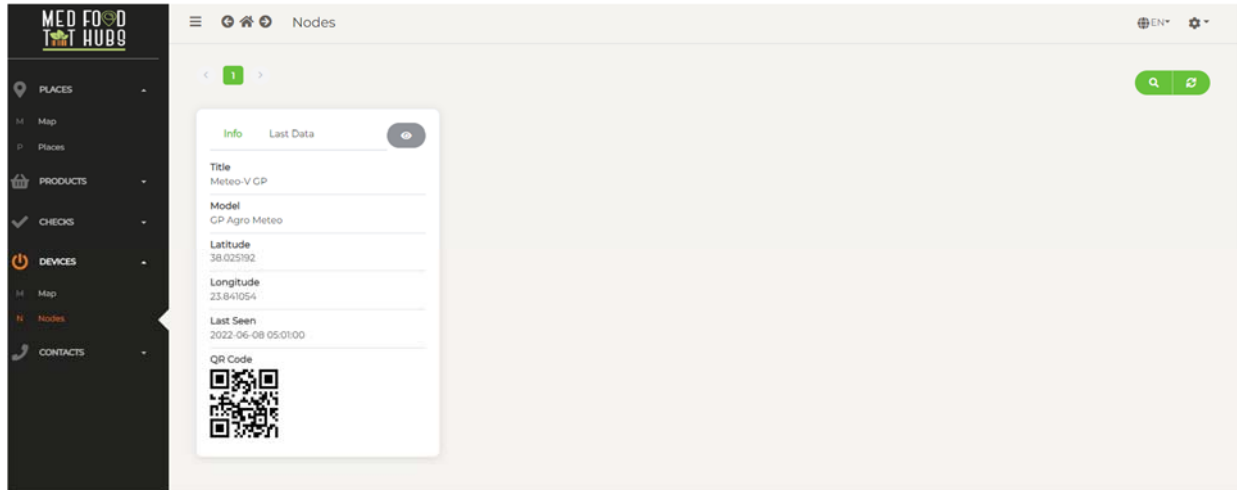 MED FOOD
TTHUBS
PLACES
M Map
P Places
PRODUCTS
CHECKS
DEVICES
M Map
N Nodes
CONTACTS
Nodes
EN
1
Info Last Data
Title
Meteo-V GP
Model
GP Agro Meteo
Latitude
38.025192
Longitude
23.841054
Last Seen
2022-06-08 05:01:00
QR Code